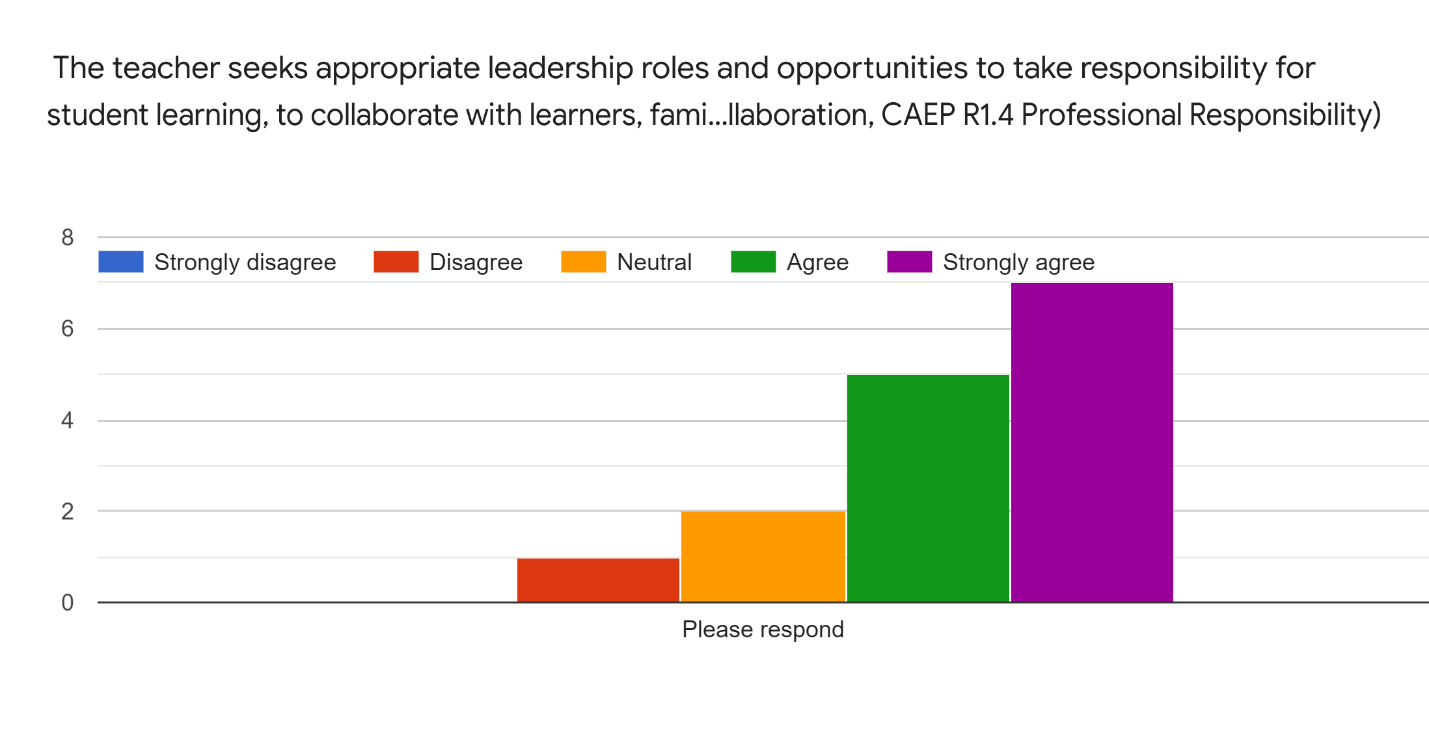 The teacher seeks appropriate leadership roles and opportunities to take responsibility for
student learning, to collaborate with learners, fami...llaboration, CAEP R1.4 Professional Responsibility)
8
Strongly disagree Disagree Neutral Agree Strongly agree
6
4
2
0
Please respond